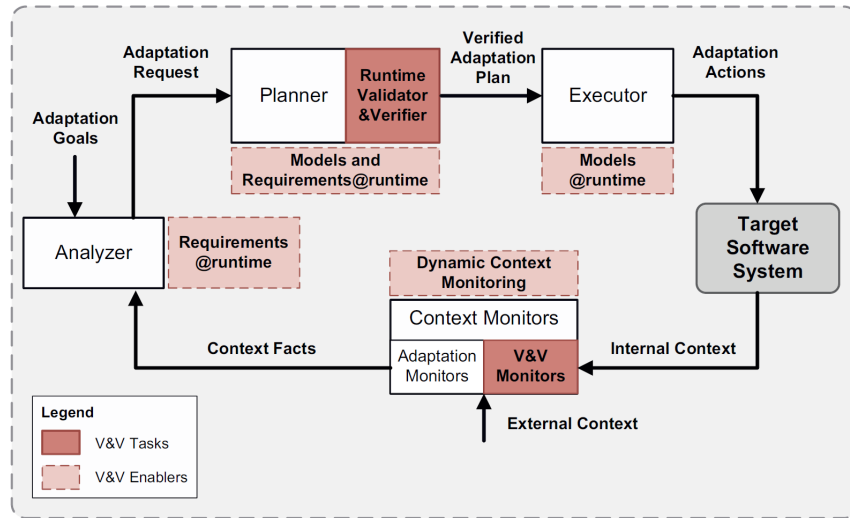 Adaptation
Request
Verified
Adaptation
Plan
Adaptation
Actions
Adaptation
Goals
Planner
Runtime
Validator
&Verifier
Executor
Models and
Requirements@runtime
Models
@runtime
Analyzer
Requirements
@runtime
Target
Software
System
Dynamic Context
Monitoring
Context Monitors
Adaptation
Monitors
V&V
Monitors
Context Facts
Internal Context
External Context
Legend
V&V Tasks
V&V Enablers